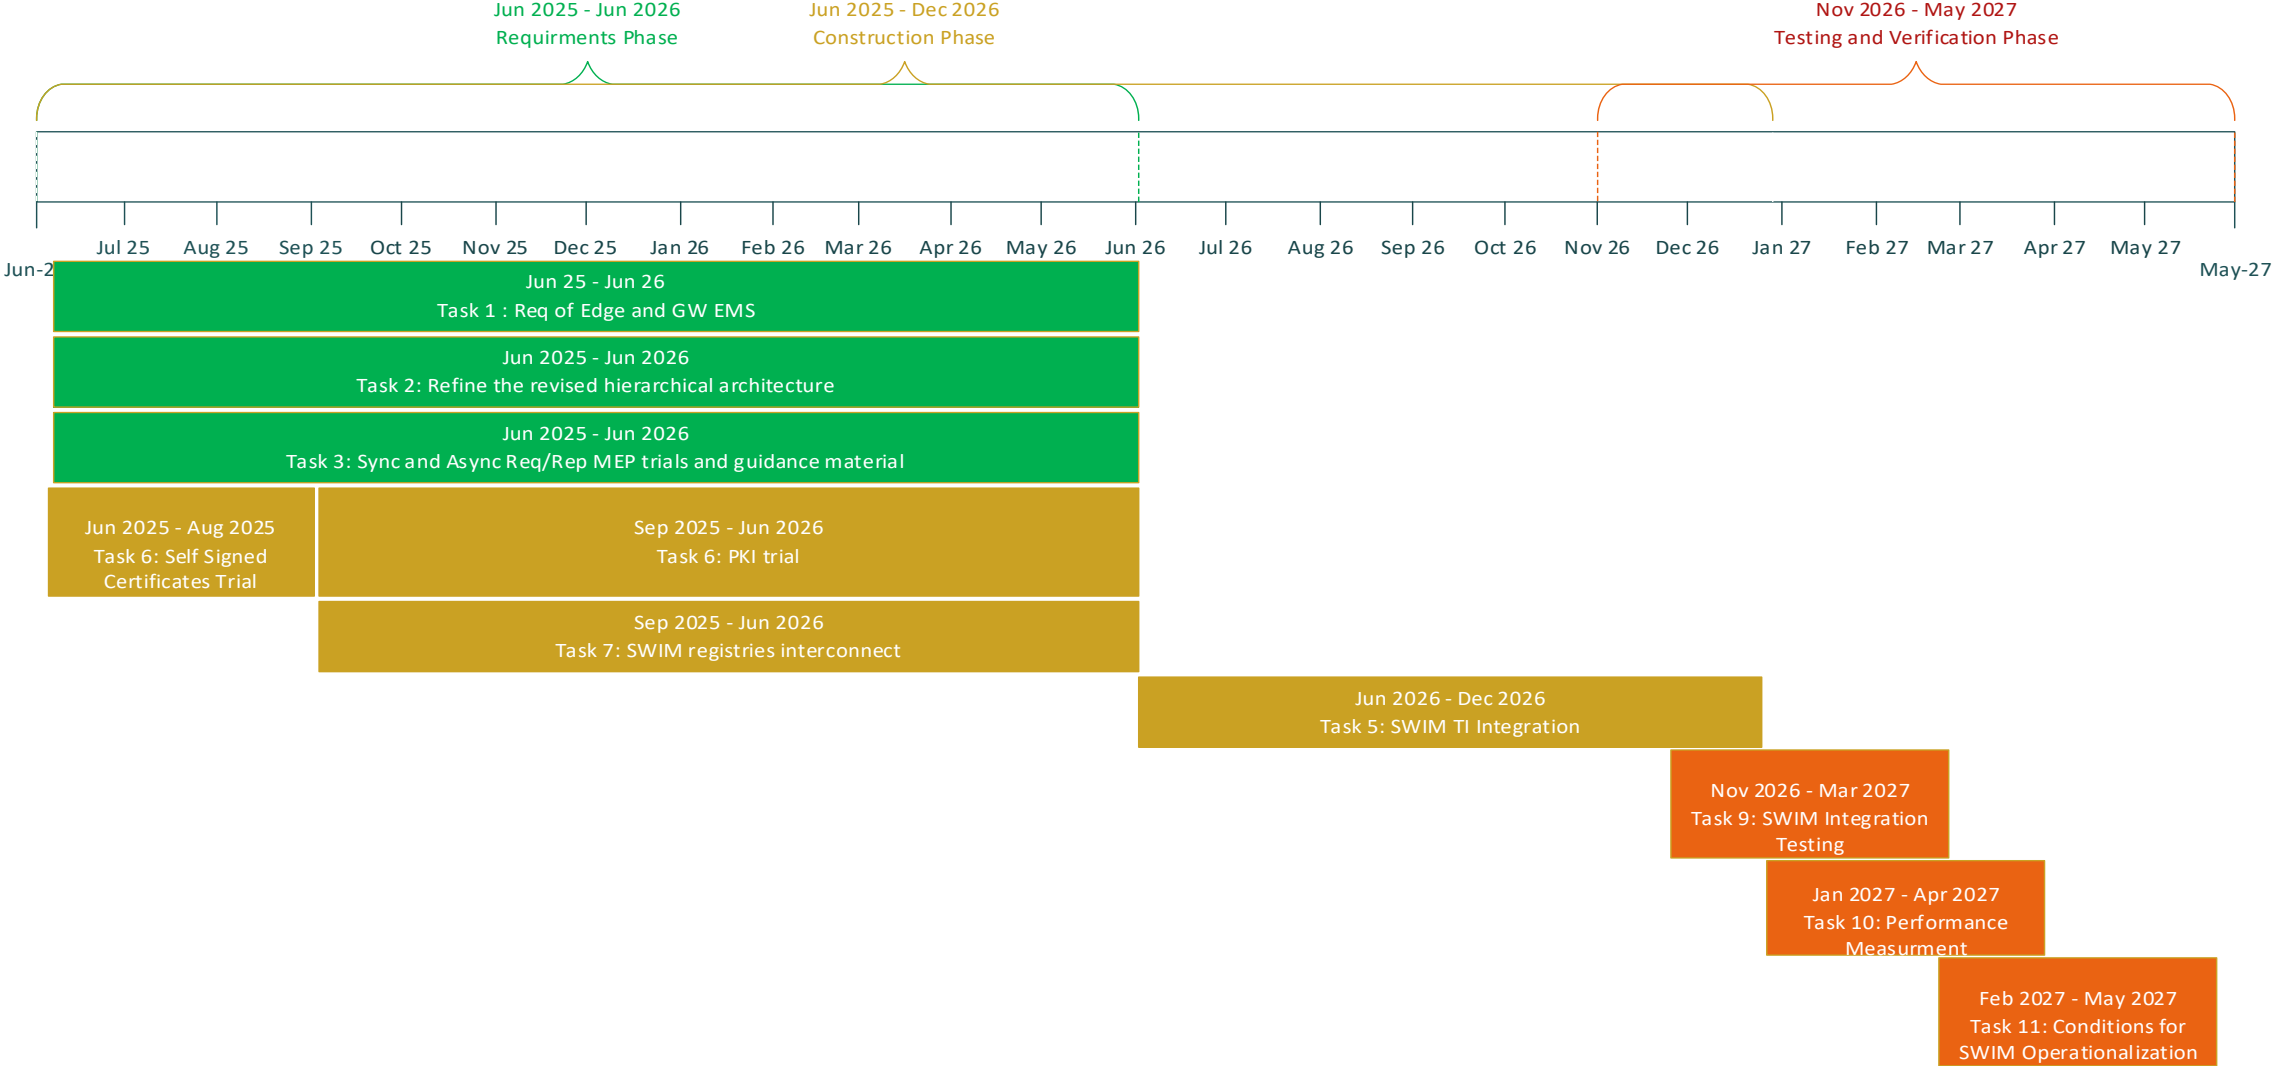 Jun 2025 - Jun 2026
Requirments Phase
Jun 2025 - Dec 2026
Construction Phase
Nov 2026 - May 2027
Testing and Verification Phase
Jul 25 Aug 25 Sep 25 Oct 25 Nov 25 Dec 25 Jan 26 Feb 26 Mar 26 Apr 26 May 26 Jun 26 Jul 26 Aug 26 Sep 26 Oct 26 Nov 26 Dec 26 Jan 27 Feb 27 Mar 27 Apr 27 May 27
Jun-2
May-27
Jun 25 - Jun 26
Task 1 : Req of Edge and GW EMS
Jun 2025 - Jun 2026
Task 2: Refine the revised hierarchical architecture
Jun 2025 - Jun 2026
Task 3: Sync and Async Req/Rep MEP trials and guidance material
Jun 2025 - Aug 2025
Task 6: Self Signed
Certificates Trial
Sep 2025 - Jun 2026
Task 6: PKI trial
Sep 2025 - Jun 2026
Task 7: SWIM registries interconnect
Jun 2026 - Dec 2026
Task 5: SWIM TI Integration
Nov 2026 - Mar 2027
Task 9: SWIM Integration
Testing
Jan 2027 - Apr 2027
Task 10: Performance
Measurment
Feb 2027 - May 2027
Task 11: Conditions for
SWIM Operationalization